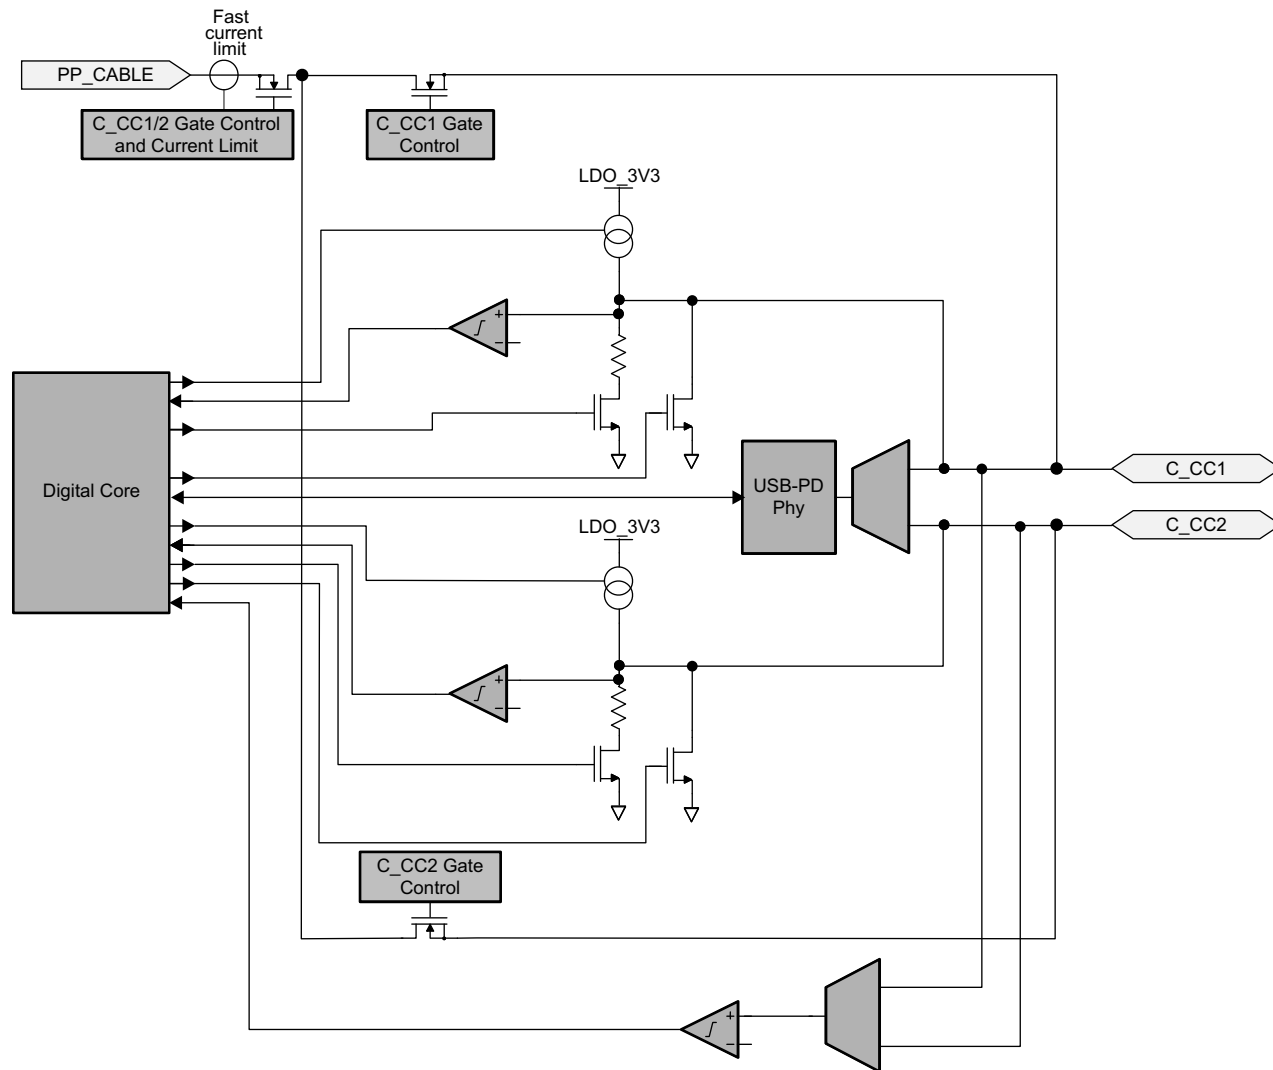 Fast
current
limit
PP_CABLE
C_CC1/2 Gate Control
and Current Limit
C_CC1 Gate
Control
LDO_3V3
+
−
Digital Core
USB-PD
Phy
C_CC1
C_CC2
LDO_3V3
+
−
C_CC2 Gate
Control
+
−